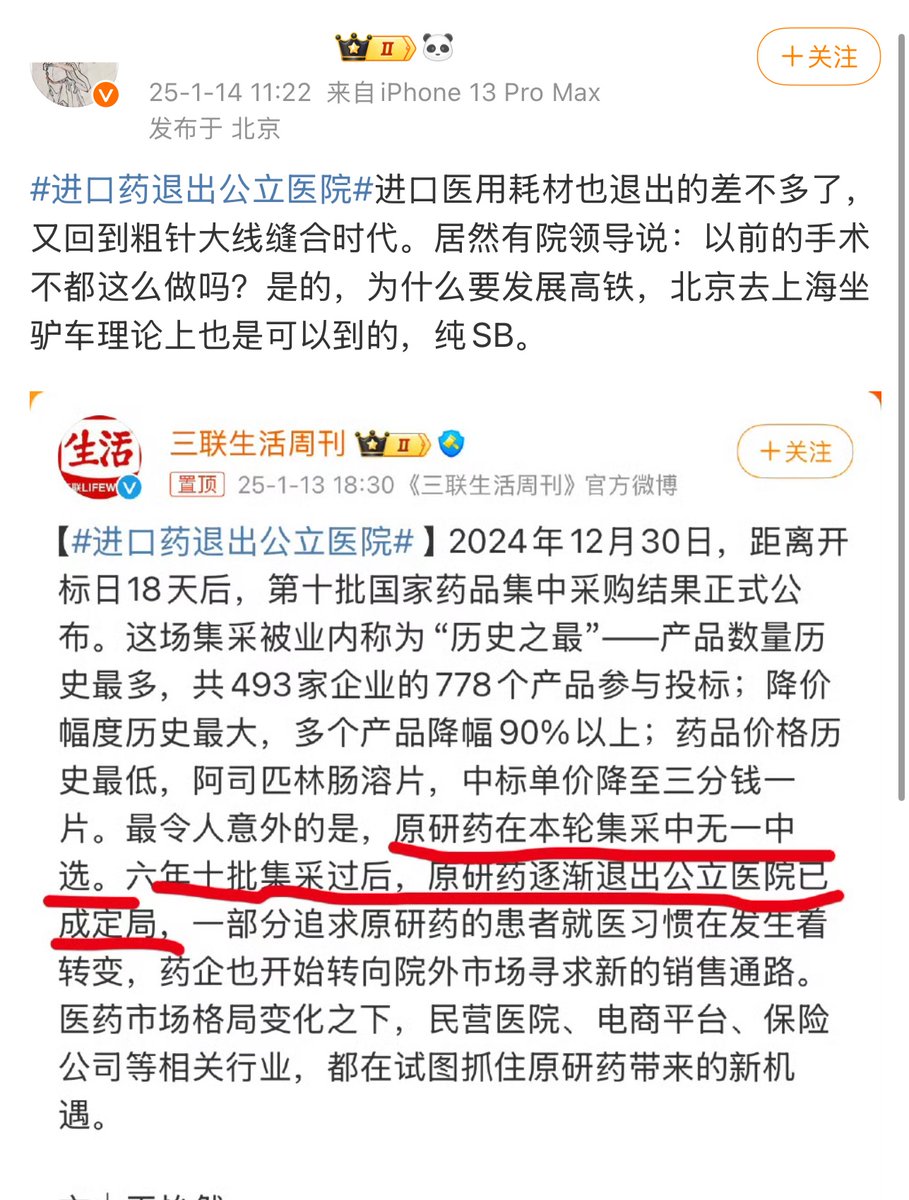 II
+关注
25-1-14 11:22 来自iPhone 13 Pro Max
发布于 北京
#进口药退出公立医院#进口医用耗材也退出的差不多了，
又回到粗针大线缝合时代。居然有院领导说：以前的手术
不都这么做吗？是的，为什么要发展高铁，北京去上海坐
驴车理论上也是可以到的，纯SB。
生活
三联生活周刊 II
+关注
置顶 25-1-13 18:30 《三联生活周刊》官方微博
【#进口药退出公立医院# 】2024年12月30日，距离开
标日18天后，第十批国家药品集中采购结果正式公
布。这场集采被业内称为“历史之最”——产品数量历
史最多，共493家企业的778个产品参与投标；降价
幅度历史最大，多个产品降幅90%以上；药品价格历
史最低，阿司匹林肠溶片，中标单价降至三分钱一
片。最令人意外的是，原研药在本轮集采中无一中
选。六年十批集采过后，原研药逐渐退出公立医院已
成定局，一部分追求原研药的患者就医习惯在发生着
转变，药企也开始转向院外市场寻求新的销售通路。
医药市场格局变化之下，民营医院、电商平台、保险
公司等相关行业，都在试图抓住原研药带来的新机
遇。